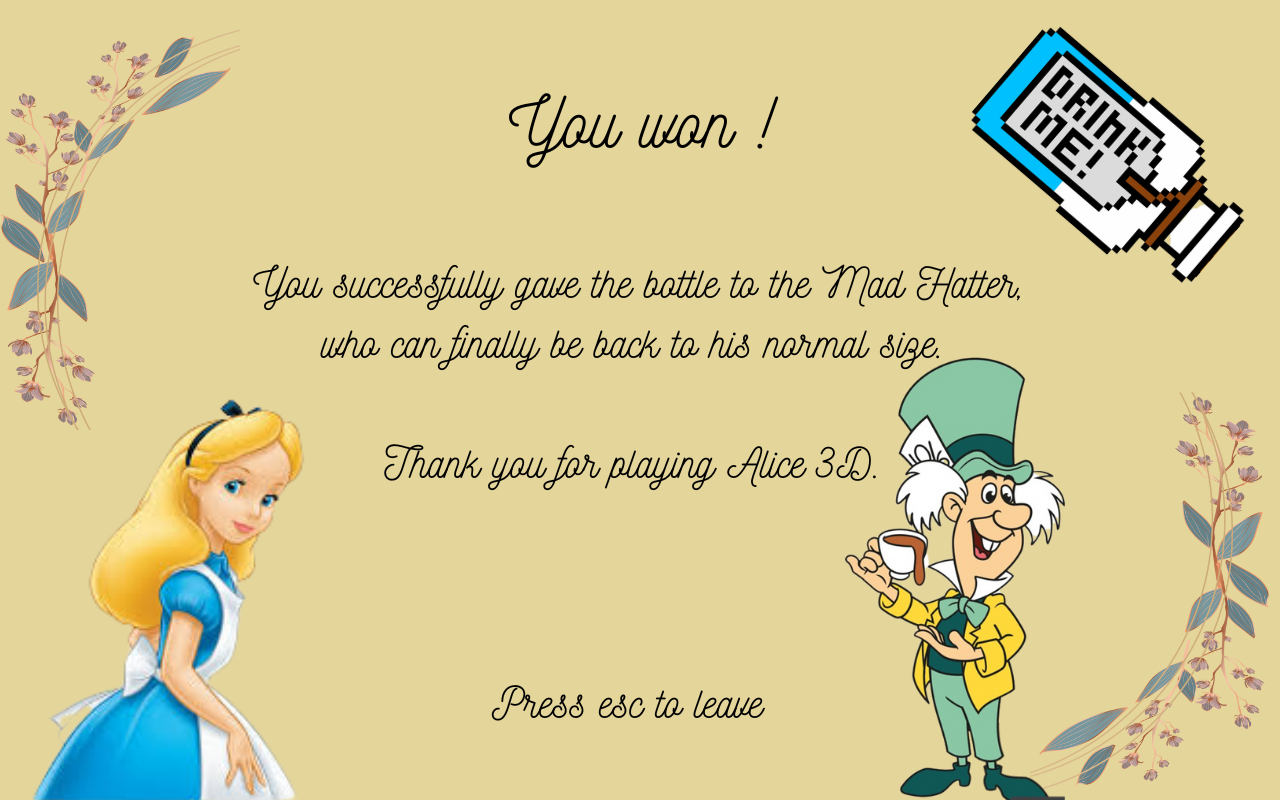 DRINK
ME!
You won !
You successfully gave the bottle to the Mad Hatter,
who can finally be back to his normal size.
Thank you for playing Alice 3D.
Press esc to leave